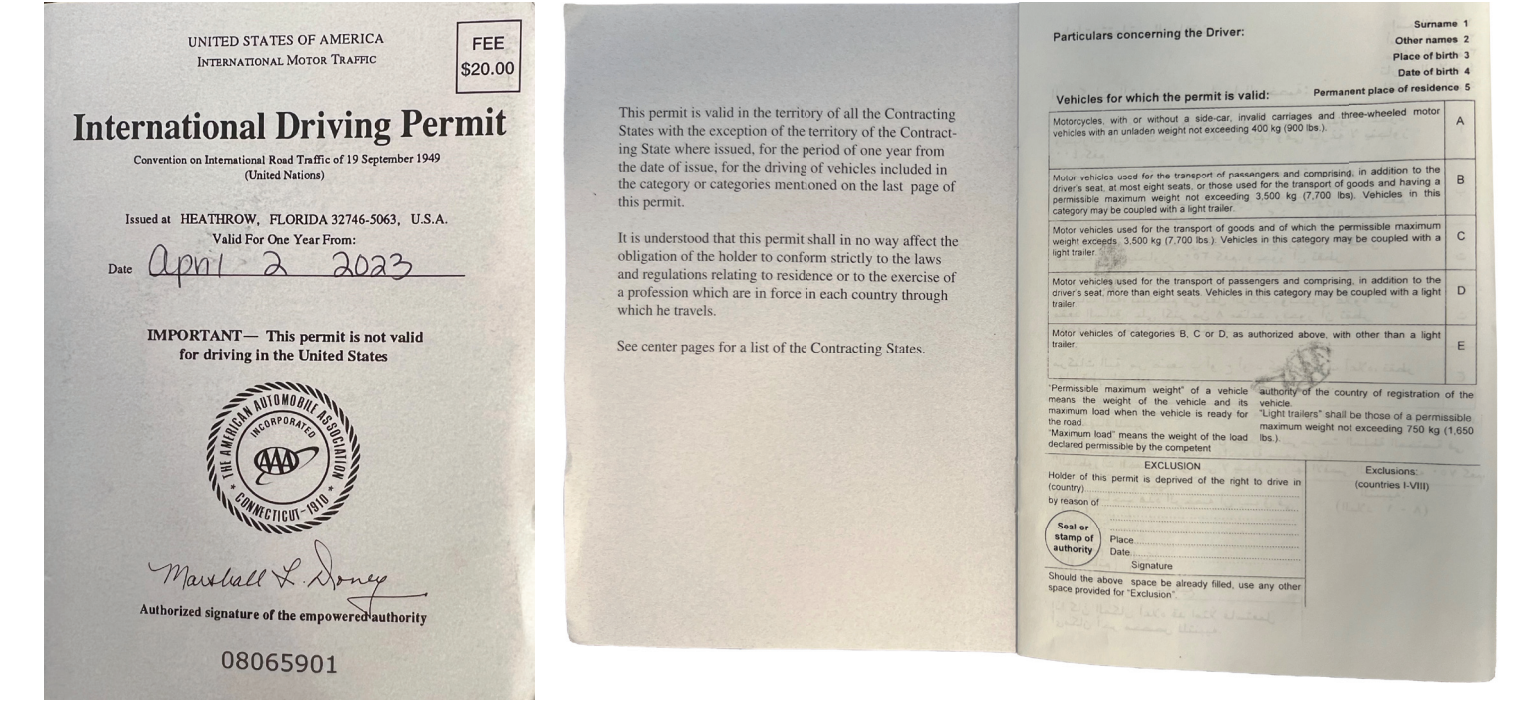 UNITED STATES OF AMERICA
INTERNATIONAL MOTOR TRAFFIC
FEE
$20.00
International Driving Permit
Convention on International Road Traffic of 19 September 1949
(United Nations)
Issued at HEATHROW, FLORIDA 32746-5063, U.S.A.
Valid For One Year From:
Date April 2 2023
IMPORTANT— This permit is not valid
for driving in the United States
THE AMERICAN AUTOMOBILE ASSOCIATION
INCORPORATED
AAA
CONNECTICUT-1910
Marshall L. Doney
Authorized signature of the empowered authority
08065901
This permit is valid in the territory of all the Contracting
States with the exception of the territory of the Contract-
ing State where issued, for the period of one year from
the date of issue, for the driving of vehicles included in
the category or categories mentioned on the last page of
this permit.
It is understood that this permit shall in no way affect the
obligation of the holder to conform strictly to the laws
and regulations relating to residence or to the exercise of
a profession which are in force in each country through
which he travels.
See center pages for a list of the Contracting States.
Particulars concerning the Driver:
Surname 1
Other names 2
Place of birth 3
Date of birth 4
Permanent place of residence 5
Vehicles for which the permit is valid:
Motorcycles, with or without a side-car, invalid carriages and three-wheeled motor
vehicles with an unladen weight not exceeding 400 kg (900 lbs.).
A
Motor vehicles used for the transport of passengers and comprising, in addition to the
driver's seat, at most eight seats, or those used for the transport of goods and having a
permissible maximum weight not exceeding 3,500 kg (7,700 lbs). Vehicles in this
category may be coupled with a light trailer.
B
Motor vehicles used for the transport of goods and of which the permissible maximum
weight exceeds 3,500 kg (7,700 lbs.). Vehicles in this category may be coupled with a
light trailer.
C
Motor vehicles used for the transport of passengers and comprising, in addition to the
driver's seat, more than eight seats. Vehicles in this category may be coupled with a light
trailer
D
Motor vehicles of categories B, C or D, as authorized above, with other than a light
trailer.
E
"Permissible maximum weight" of a vehicle
means the weight of the vehicle and its
maximum load when the vehicle is ready for
the road.
"Maximum load" means the weight of the load
declared permissible by the competent
authority of the country of registration of the
vehicle.
"Light trailers" shall be those of a permissible
maximum weight not exceeding 750 kg (1,650
lbs.).
EXCLUSION
Holder of this permit is deprived of the right to drive in
(country)
by reason of
Seal or
stamp of
authority
Place
Date
Signature
Should the above space be already filled, use any other
space provided for "Exclusion".
Exclusions:
(countries I-VIII)